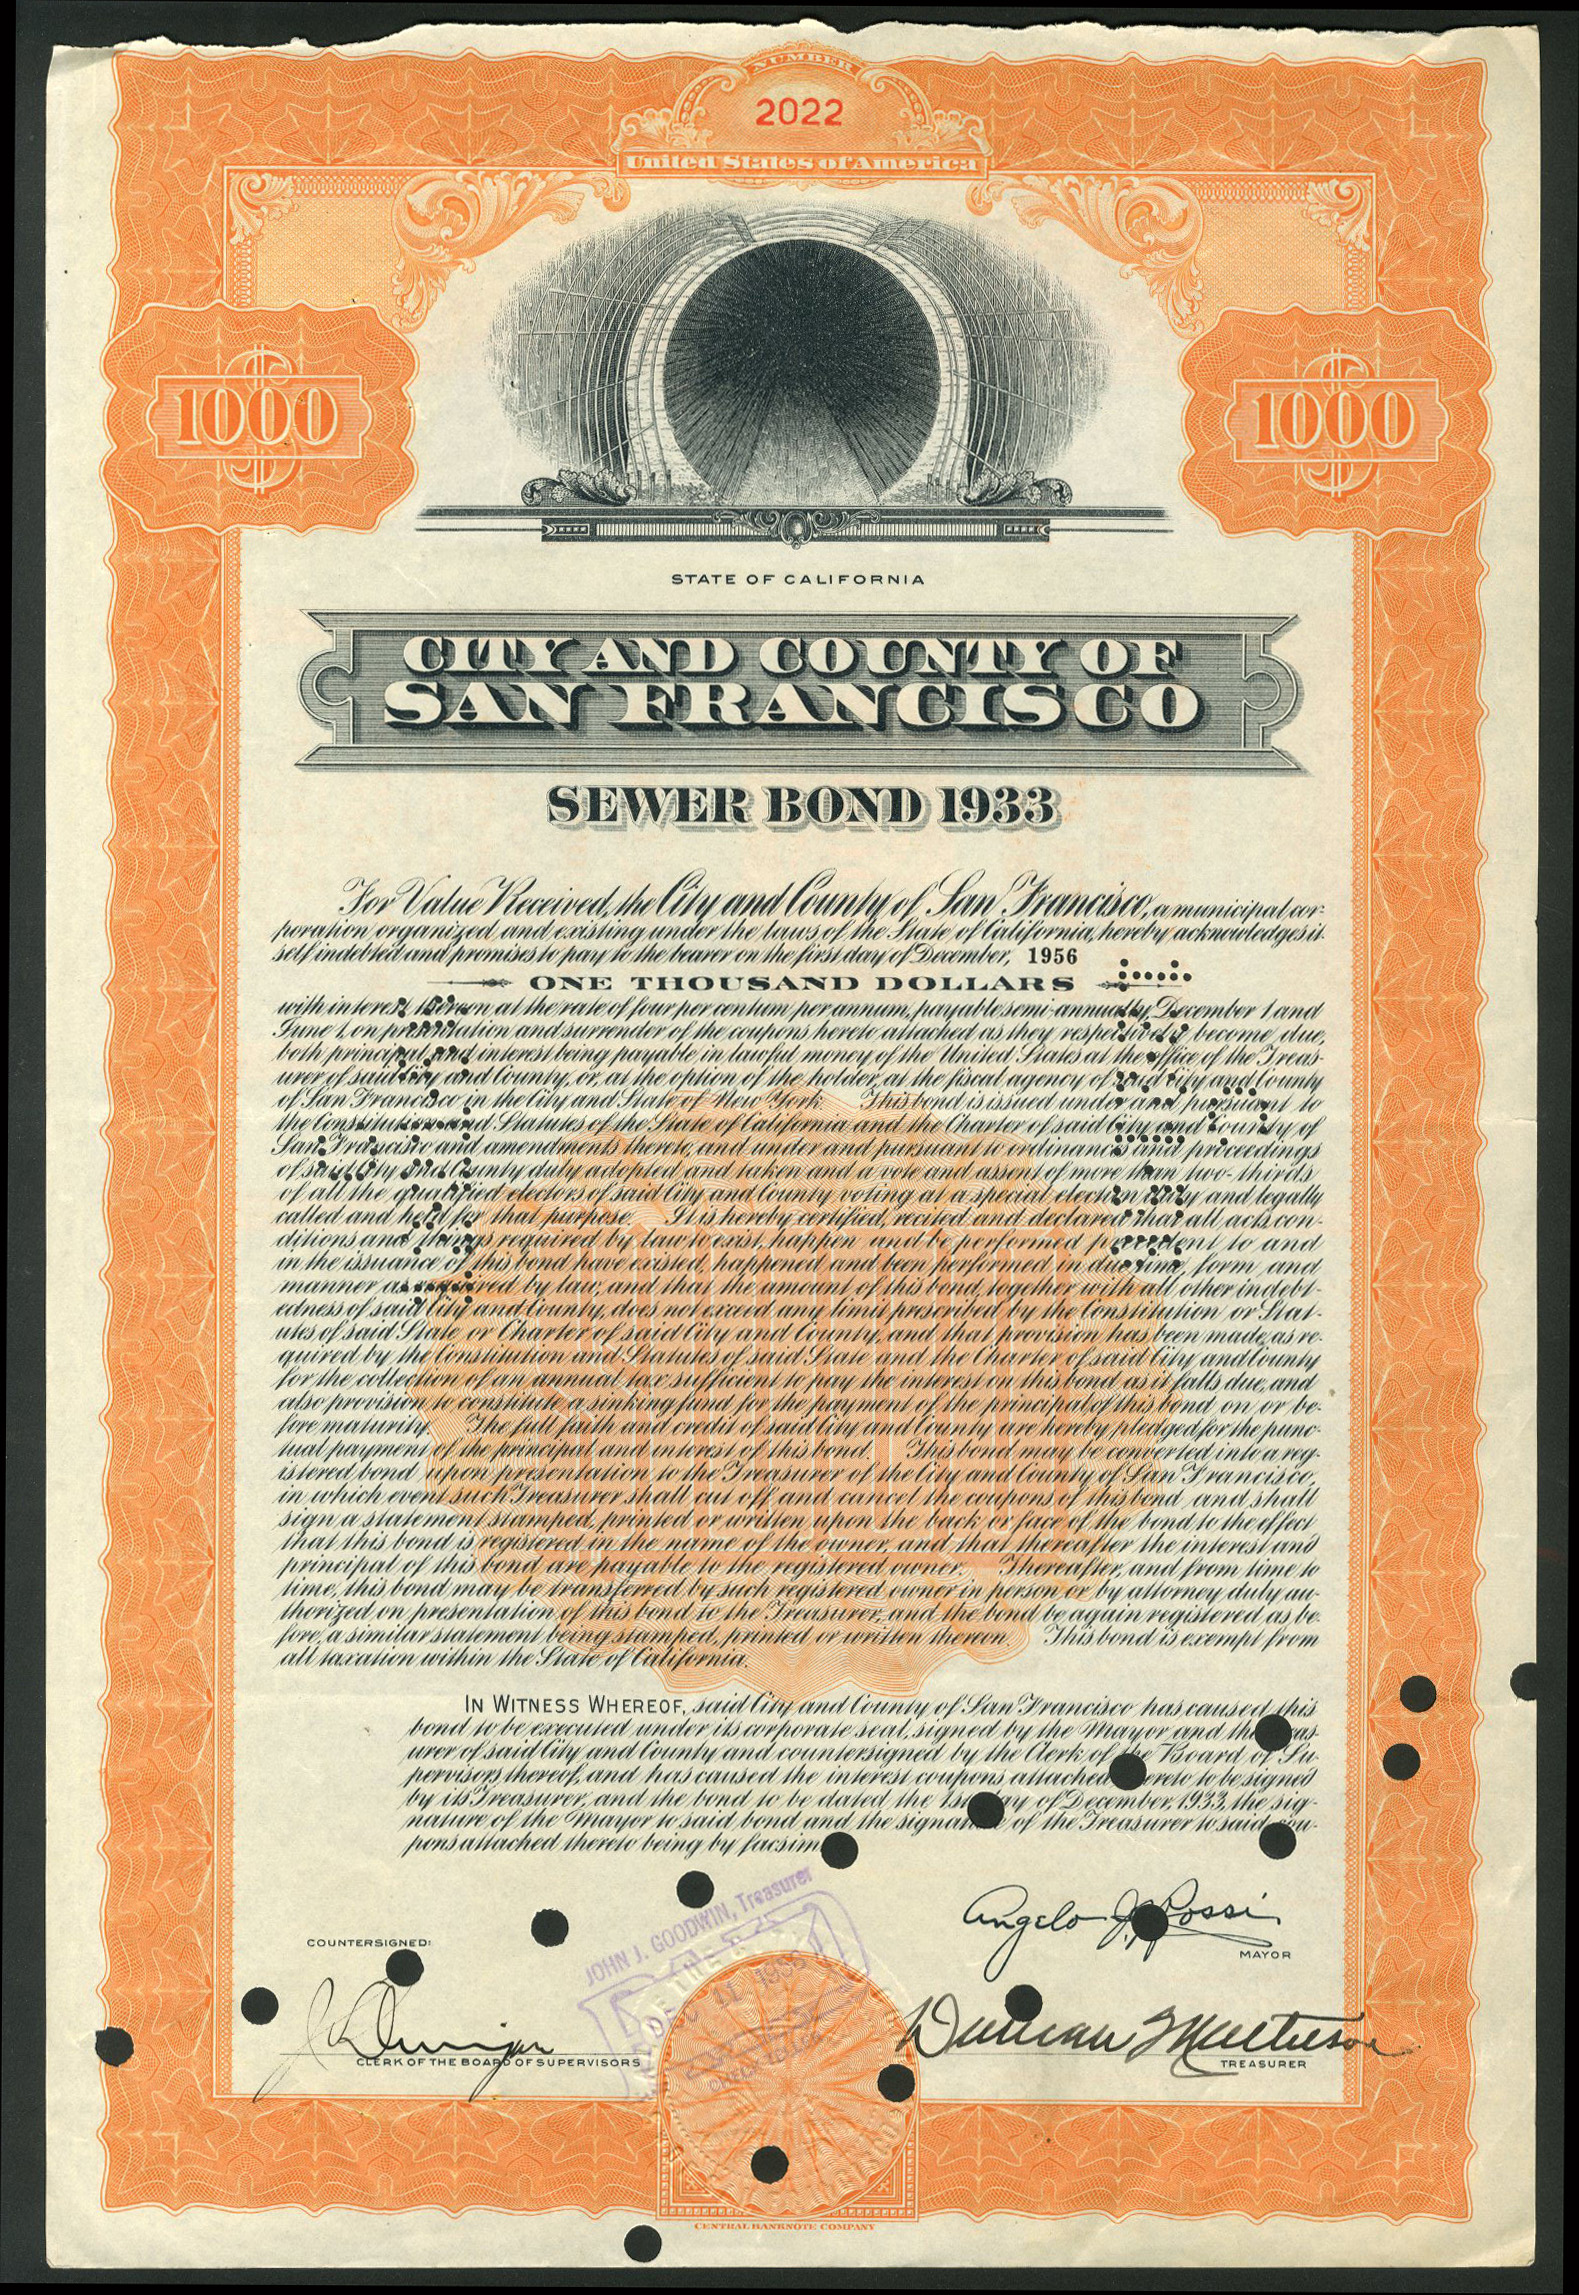 NUMBER
2022
United States of America
$1000
$1000
STATE OF CALIFORNIA
CITY AND COUNTY OF
SAN FRANCISCO
SEWER BOND 1933
For Value Received, the City and County of San Francisco, a municipal cor-
poration organized and existing under the laws of the State of California, hereby acknowledges it-
self indebted and promises to pay to the bearer on the first day of December, 1956
ONE THOUSAND DOLLARS
with interest thereon at the rate of four per centum per annum, payable semi-annually, December 1 and
June 1, on presentation and surrender of the coupons hereto attached as they respectively become due,
both principal and interest being payable in lawful money of the United States at the office of the Treas-
urer of said City and County, or, at the option of the holder, at the fiscal agency of said City and County
of San Francisco in the City and State of New York. This bond is issued under and pursuant to
the Constitution and Statutes of the State of California and the Charter of said City and County of
San Francisco and amendments thereto, and under and pursuant to ordinances and proceedings
of said City and County duly adopted and taken and a vote and assent of more than two-thirds
of all the qualified electors of said City and County voting at a special election duly and legally
called and held for that purpose. It is hereby certified, recited and declared that all acts, con-
ditions and things required by law to exist, happen and be performed precedent to and
in the issuance of this bond have existed, happened and been performed in due time, form and
manner as required by law, and that the amount of this bond, together with all other indebt-
edness of said City and County, does not exceed any limit prescribed by the Constitution or Stat-
utes of said State or Charter of said City and County, and that provision has been made, as re-
quired by the Constitution and Statutes of said State and the Charter of said City and County
for the collection of an annual tax sufficient to pay the interest on this bond as it falls due, and
also provision to constitute a sinking fund for the payment of the principal of this bond on or be-
fore maturity. The full faith and credit of said City and County are hereby pledged for the punc-
tual payment of the principal and interest of this bond. This bond may be converted into a reg-
istered bond upon presentation to the Treasurer of the City and County of San Francisco,
in which event such Treasurer shall cut off and cancel the coupons of this bond and shall
sign a statement stamped, printed or written upon the back or face of the bond to the effect
that this bond is registered in the name of the owner, and that thereafter the interest and
principal of this bond are payable to the registered owner. Thereafter, and from time to
time, this bond may be transferred by such registered owner in person or by attorney duly au-
thorized on presentation of this bond to the Treasurer, and the bond be again registered as be-
fore, a similar statement being stamped, printed or written thereon. This bond is exempt from
all taxation within the State of California.
IN WITNESS WHEREOF, said City and County of San Francisco has caused this
bond to be executed under its corporate seal, signed by the Mayor and the Treas-
urer of said City and County and countersigned by the Clerk of the Board of Su-
pervisors thereof, and has caused the interest coupons attached hereto to be signed
by its Treasurer, and the bond to be dated the 1st day of December, 1933, the sig-
nature of the Mayor to said bond and the signature of the Treasurer to said cou-
pons attached thereto being by facsim
JOHN J. GOODWIN, Treasurer
DEC 11 1956
Angelo J. Rossi
MAYOR
COUNTERSIGNED:
J S Dunnigan
CLERK OF THE BOARD OF SUPERVISORS
Duncan Matheson
TREASURER
CENTRAL BANKNOTE COMPANY